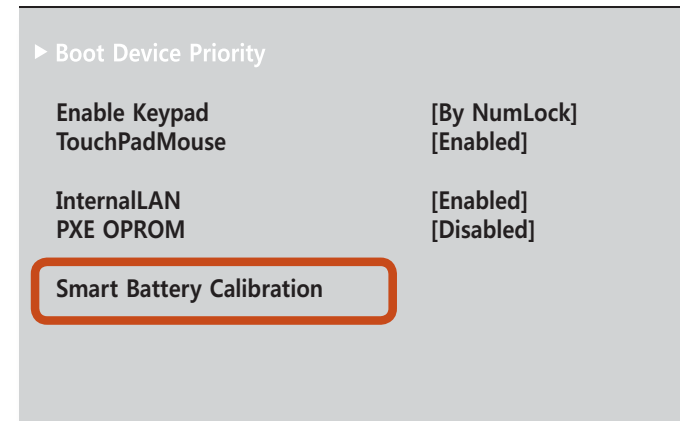 ▶ Boot Device Priority
Enable Keypad [By NumLock]
TouchPadMouse [Enabled]
InternalLAN [Enabled]
PXE OPROM [Disabled]
Smart Battery Calibration